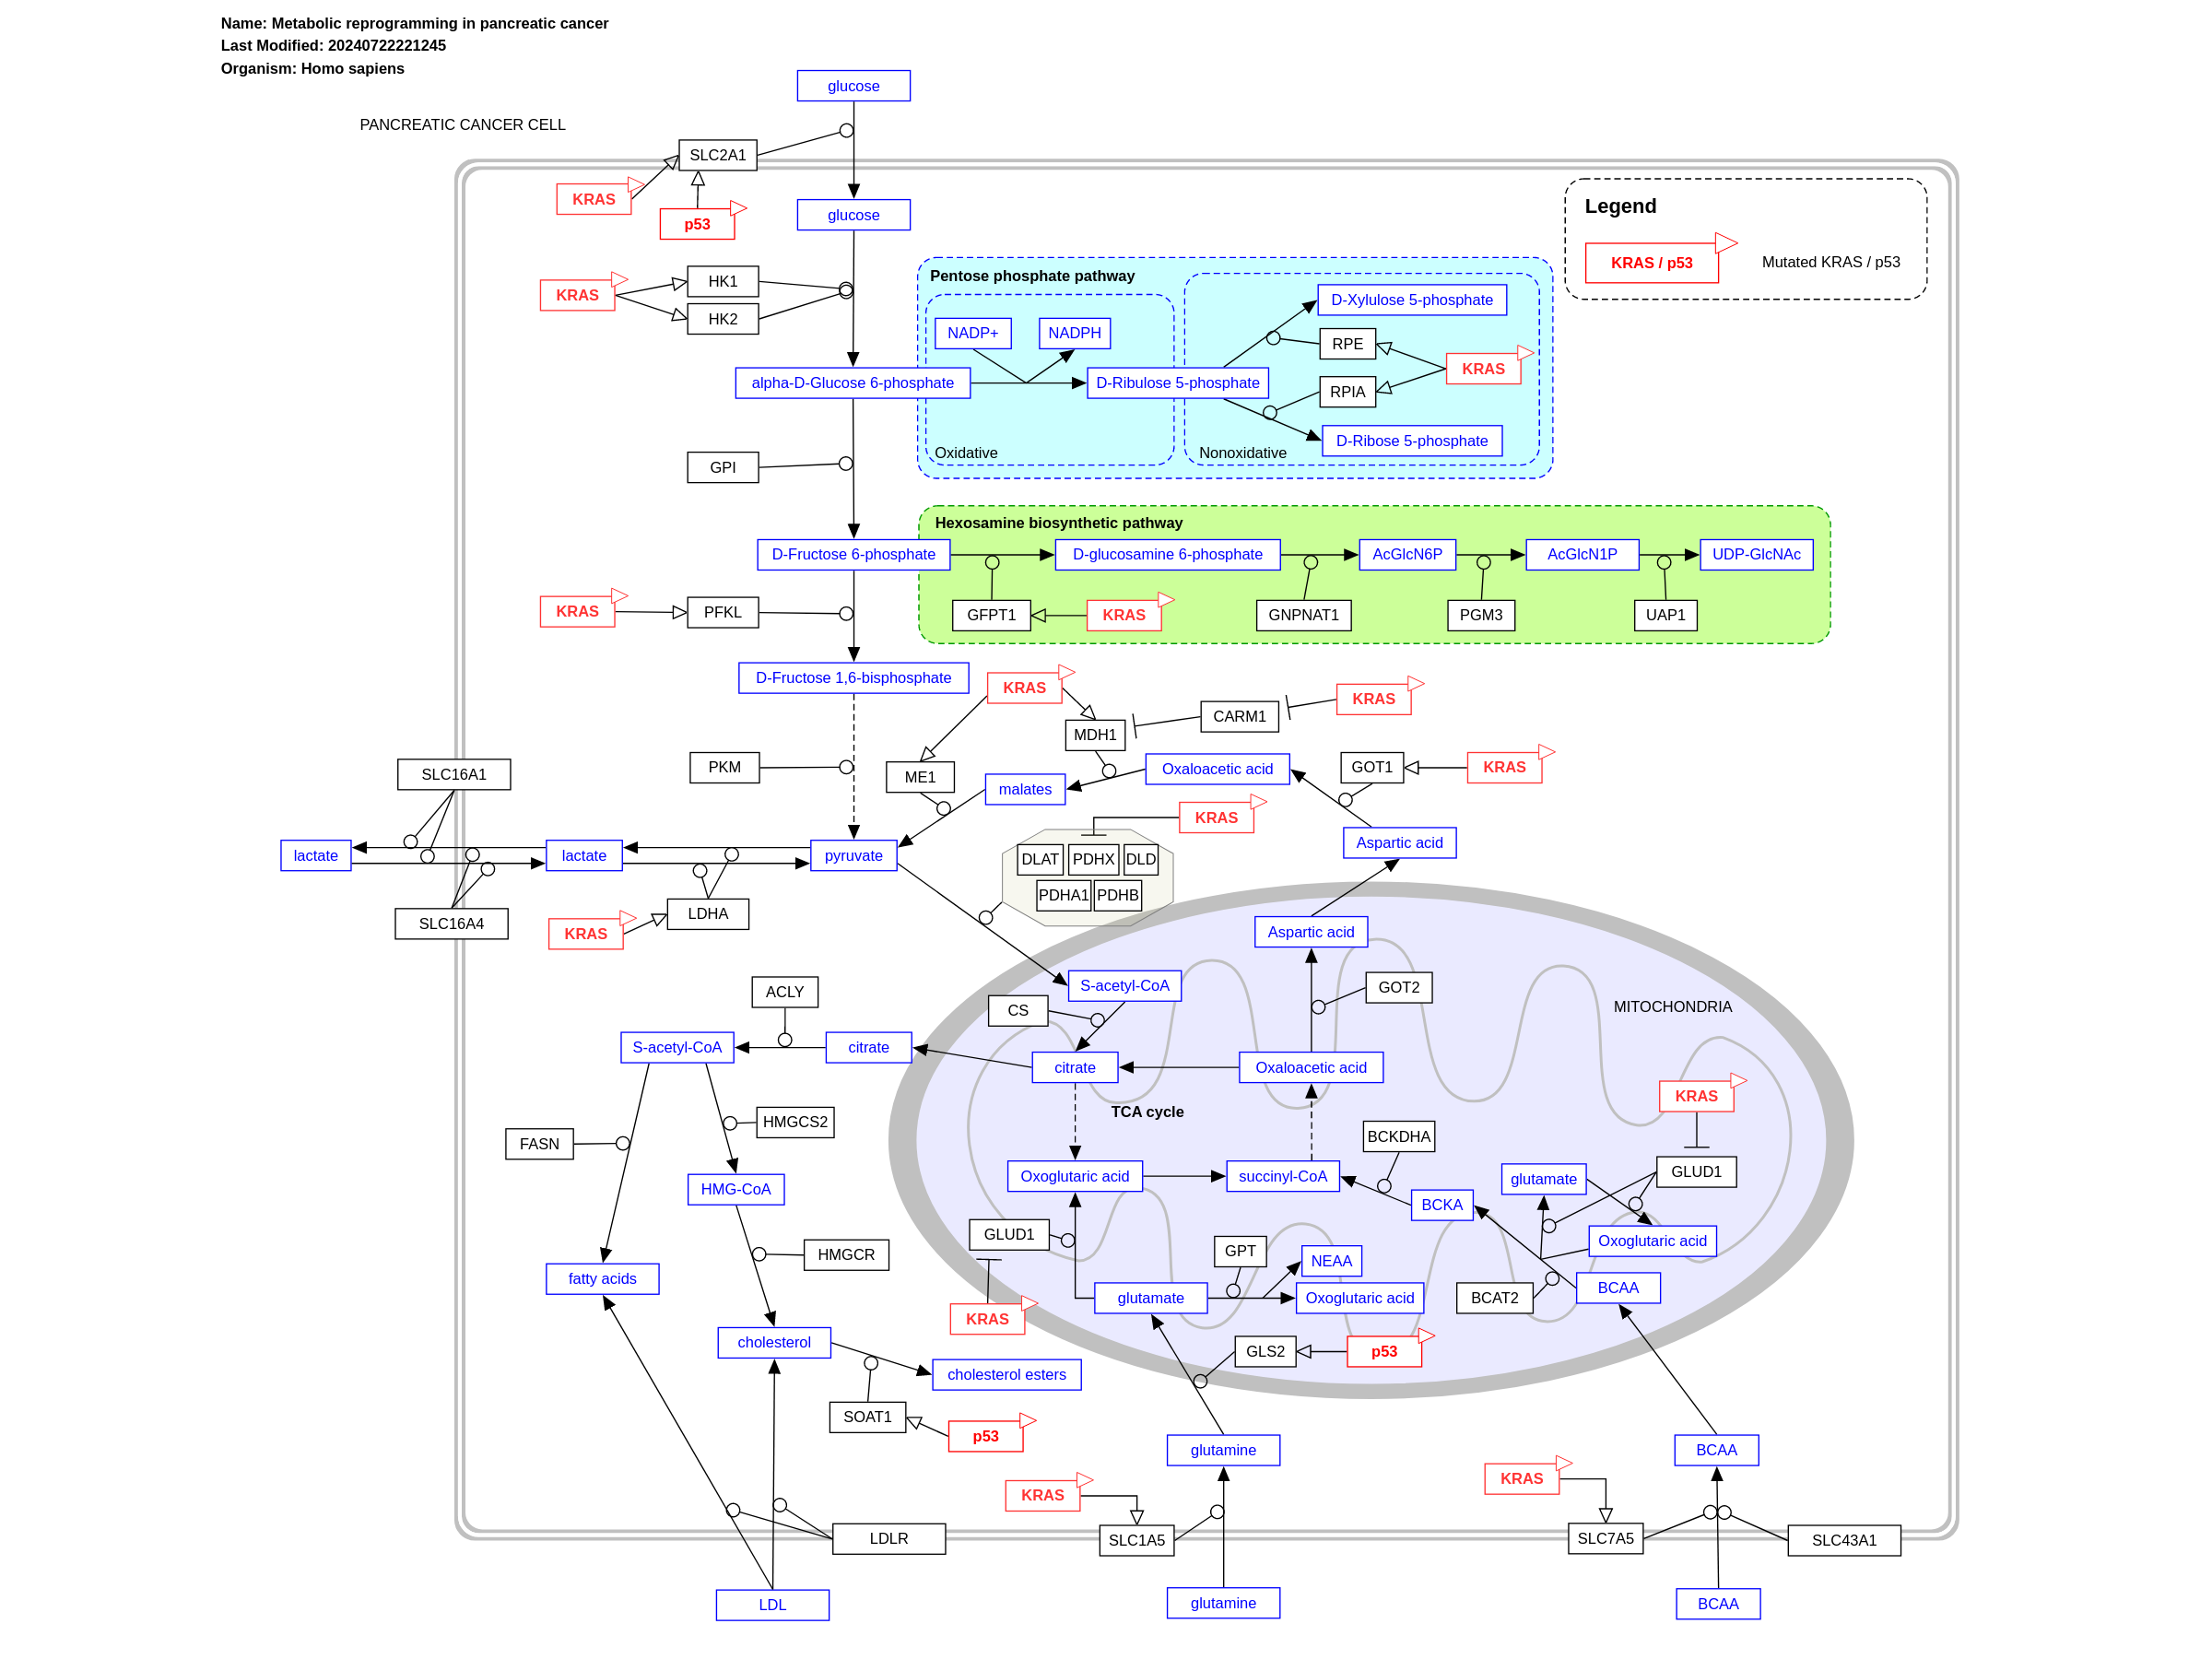 Name: Metabolic reprogramming in pancreatic cancer
Last Modified: 20240722221245
Organism: Homo sapiens
PANCREATIC CANCER CELL
glucose
SLC2A1
KRAS
p53
glucose
Legend
KRAS / p53
Mutated KRAS / p53
KRAS
HK1
HK2
Pentose phosphate pathway
NADP+
NADPH
D-Xylulose 5-phosphate
RPE
KRAS
RPIA
alpha-D-Glucose 6-phosphate
D-Ribulose 5-phosphate
D-Ribose 5-phosphate
Oxidative
Nonoxidative
GPI
Hexosamine biosynthetic pathway
D-Fructose 6-phosphate
D-glucosamine 6-phosphate
AcGlcN6P
AcGlcN1P
UDP-GlcNAc
GFPT1
KRAS
GNPNAT1
PGM3
UAP1
KRAS
PFKL
D-Fructose 1,6-bisphosphate
KRAS
KRAS
CARM1
MDH1
PKM
ME1
malates
Oxaloacetic acid
GOT1
KRAS
SLC16A1
KRAS
Aspartic acid
lactate
lactate
pyruvate
DLAT
PDHX
DLD
PDHA1
PDHB
SLC16A4
KRAS
LDHA
Aspartic acid
ACLY
S-acetyl-CoA
CS
GOT2
MITOCHONDRIA
S-acetyl-CoA
citrate
citrate
Oxaloacetic acid
TCA cycle
KRAS
HMGCS2
FASN
BCKDHA
Oxoglutaric acid
succinyl-CoA
glutamate
GLUD1
HMG-CoA
BCKA
GLUD1
HMGCR
GPT
NEAA
Oxoglutaric acid
fatty acids
glutamate
Oxoglutaric acid
BCAT2
BCAA
KRAS
cholesterol
cholesterol esters
GLS2
p53
SOAT1
p53
glutamine
BCAA
KRAS
KRAS
LDLR
SLC1A5
SLC7A5
SLC43A1
LDL
glutamine
BCAA